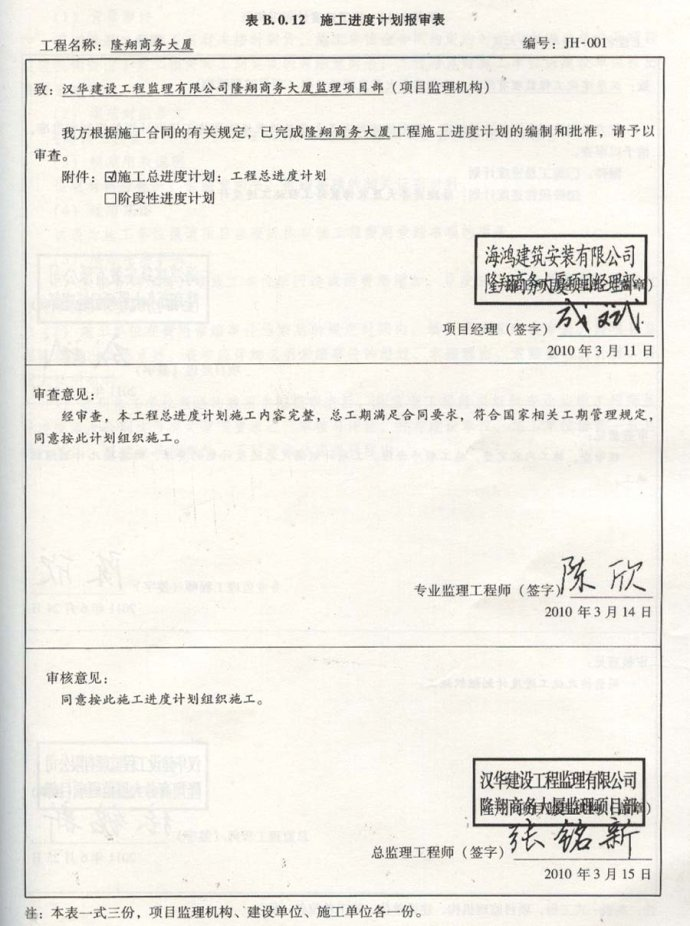 表 B.0.12 施工进度计划报审表
工程名称：隆翔商务大厦 编号：JH-001
致：汉华建设工程监理有限公司隆翔商务大厦监理项目部（项目监理机构）
我方根据施工合同的有关规定，已完成隆翔商务大厦工程施工进度计划的编制和批准，请予以
审查。
附件：☑施工总进度计划：工程总进度计划
□阶段性进度计划
海鸿建筑安装有限公司
隆翔商务大厦项目经理部
项目经理（签字）成斌
2010 年 3 月 11 日
审查意见：
经审查，本工程总进度计划施工内容完整，总工期满足合同要求，符合国家相关工期管理规定，
同意按此计划组织施工。
专业监理工程师（签字）陈欣
2010 年 3 月 14 日
审核意见：
同意按此施工进度计划组织施工。
汉华建设工程监理有限公司
隆翔商务大厦监理项目部
总监理工程师（签字）张铭新
2010 年 3 月 15 日
注：本表一式三份，项目监理机构、建设单位、施工单位各一份。